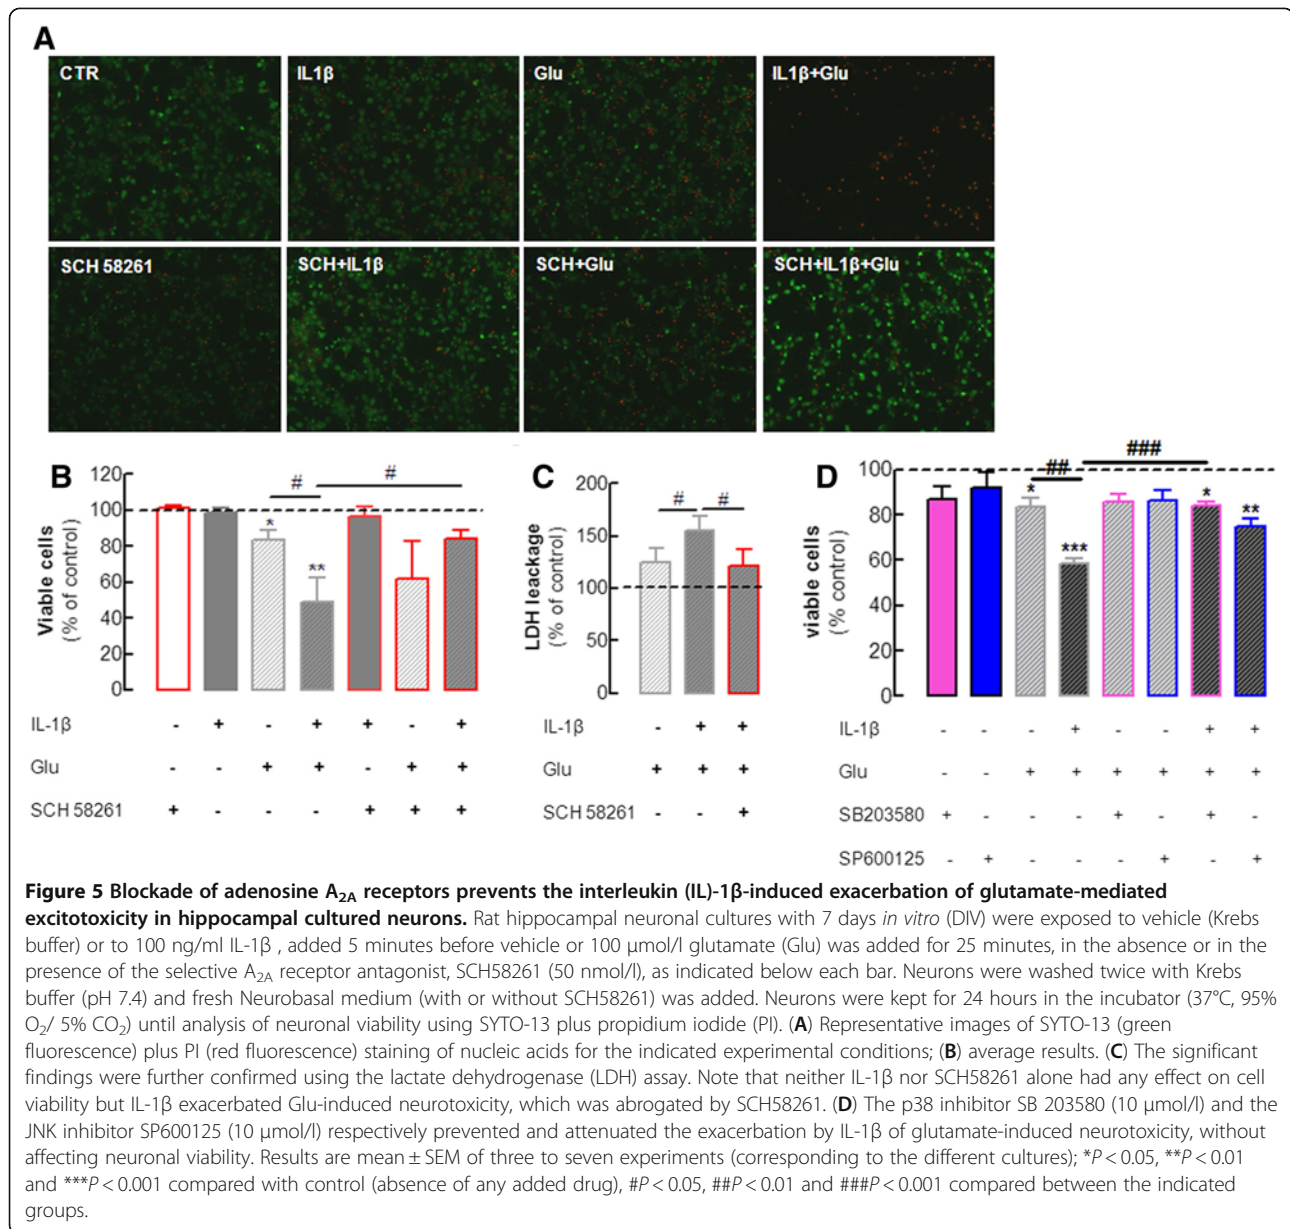 A
CTR
IL1β
Glu
IL1β+Glu
SCH 58261
SCH+IL1β
SCH+Glu
SCH+IL1β+Glu
B
Viable cells
(% of control)
120
100
80
60
40
20
0
#
#
*
**
IL-1β - + - + + - +
Glu - - + + - + +
SCH 58261 + - - - + + +
C
LDH leackage
(% of control)
200
150
100
50
0
#
#
IL-1β - + +
Glu + + +
SCH 58261 - - +
D
viable cells
(% control)
100
80
60
40
20
0
###
##
*
***
*
**
IL-1β - - - + - - + +
Glu - - + + + + + +
SB203580 + - - - + - + -
SP600125 - + - - - + - +
Figure 5 Blockade of adenosine A2A receptors prevents the interleukin (IL)-1β-induced exacerbation of glutamate-mediated
excitotoxicity in hippocampal cultured neurons. Rat hippocampal neuronal cultures with 7 days in vitro (DIV) were exposed to vehicle (Krebs
buffer) or to 100 ng/ml IL-1β , added 5 minutes before vehicle or 100 μmol/l glutamate (Glu) was added for 25 minutes, in the absence or in the
presence of the selective A2A receptor antagonist, SCH58261 (50 nmol/l), as indicated below each bar. Neurons were washed twice with Krebs
buffer (pH 7.4) and fresh Neurobasal medium (with or without SCH58261) was added. Neurons were kept for 24 hours in the incubator (37°C, 95%
O2/ 5% CO2) until analysis of neuronal viability using SYTO-13 plus propidium iodide (PI). (A) Representative images of SYTO-13 (green
fluorescence) plus PI (red fluorescence) staining of nucleic acids for the indicated experimental conditions; (B) average results. (C) The significant
findings were further confirmed using the lactate dehydrogenase (LDH) assay. Note that neither IL-1β nor SCH58261 alone had any effect on cell
viability but IL-1β exacerbated Glu-induced neurotoxicity, which was abrogated by SCH58261. (D) The p38 inhibitor SB 203580 (10 μmol/l) and the
JNK inhibitor SP600125 (10 μmol/l) respectively prevented and attenuated the exacerbation by IL-1β of glutamate-induced neurotoxicity, without
affecting neuronal viability. Results are mean ± SEM of three to seven experiments (corresponding to the different cultures); *P < 0.05, **P < 0.01
and ***P < 0.001 compared with control (absence of any added drug), #P < 0.05, ##P < 0.01 and ###P < 0.001 compared between the indicated
groups.